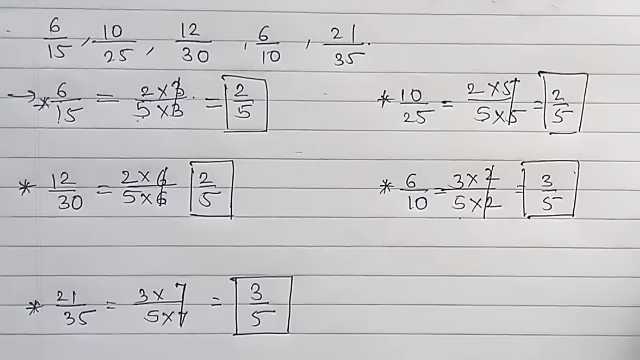 6/15, 10/25, 12/30, 6/10, 21/35.
→ * 6/15 = 2×3/5×3 = 2/5
* 10/25 = 2×5/5×5 = 2/5
* 12/30 = 2×6/5×6 2/5
* 6/10 = 3×2/5×2 = 3/5
* 21/35 = 3×7/5×7 = 3/5